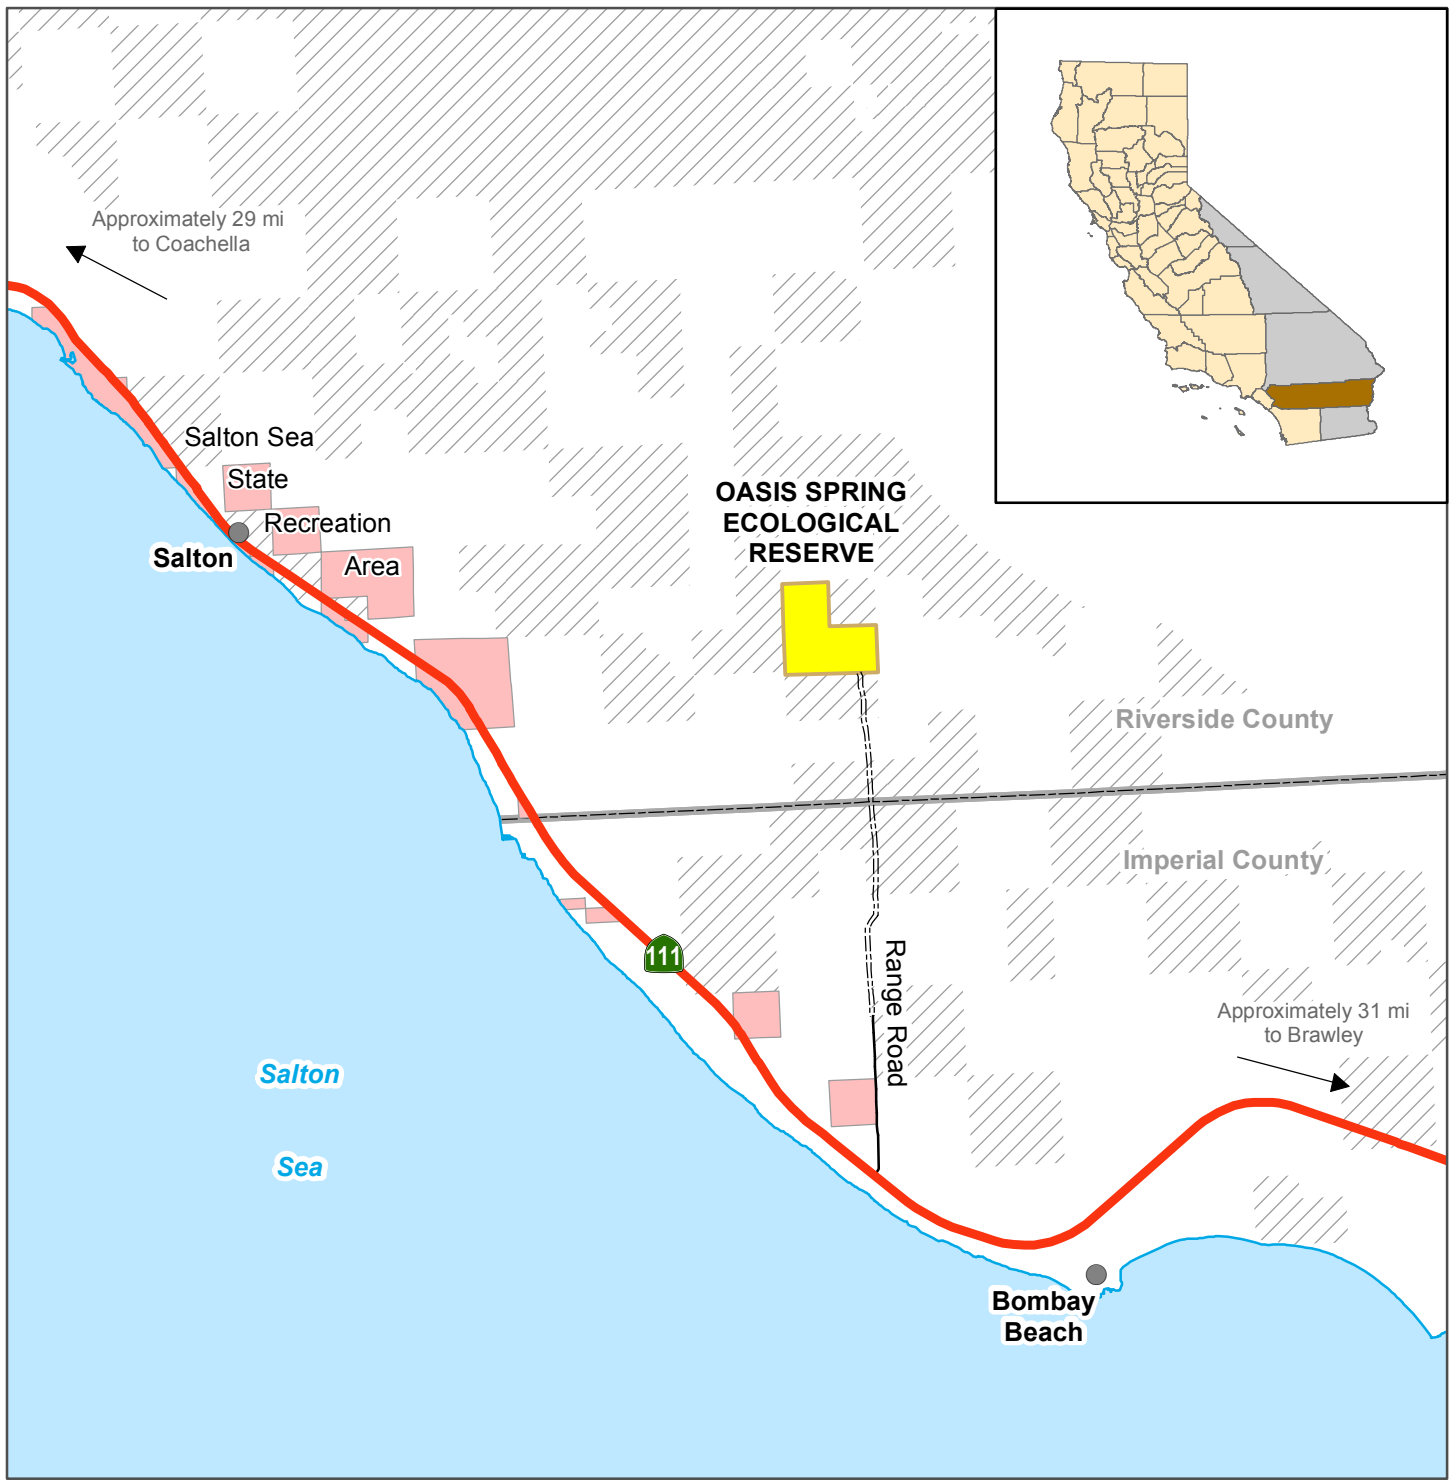 Approximately 29 mi
to Coachella
Salton Sea
State
Recreation
Area
Salton
OASIS SPRING
ECOLOGICAL
RESERVE
Riverside County
Imperial County
111
Range Road
Approximately 31 mi
to Brawley
Salton
Sea
Bombay
Beach